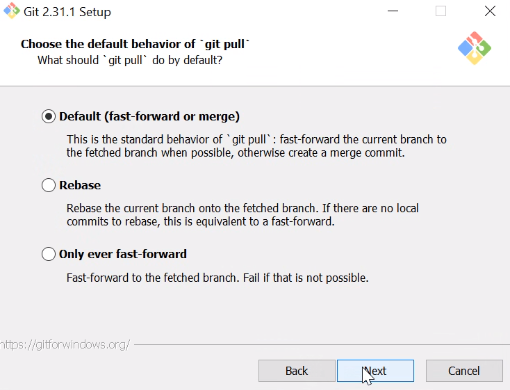 Git 2.31.1 Setup
Choose the default behavior of `git pull`
What should `git pull` do by default?
Default (fast-forward or merge)
This is the standard behavior of `git pull`: fast-forward the current branch to
the fetched branch when possible, otherwise create a merge commit.
Rebase
Rebase the current branch onto the fetched branch. If there are no local
commits to rebase, this is equivalent to a fast-forward.
Only ever fast-forward
Fast-forward to the fetched branch. Fail if that is not possible.
https://gitforwindows.org/
Back Next Cancel